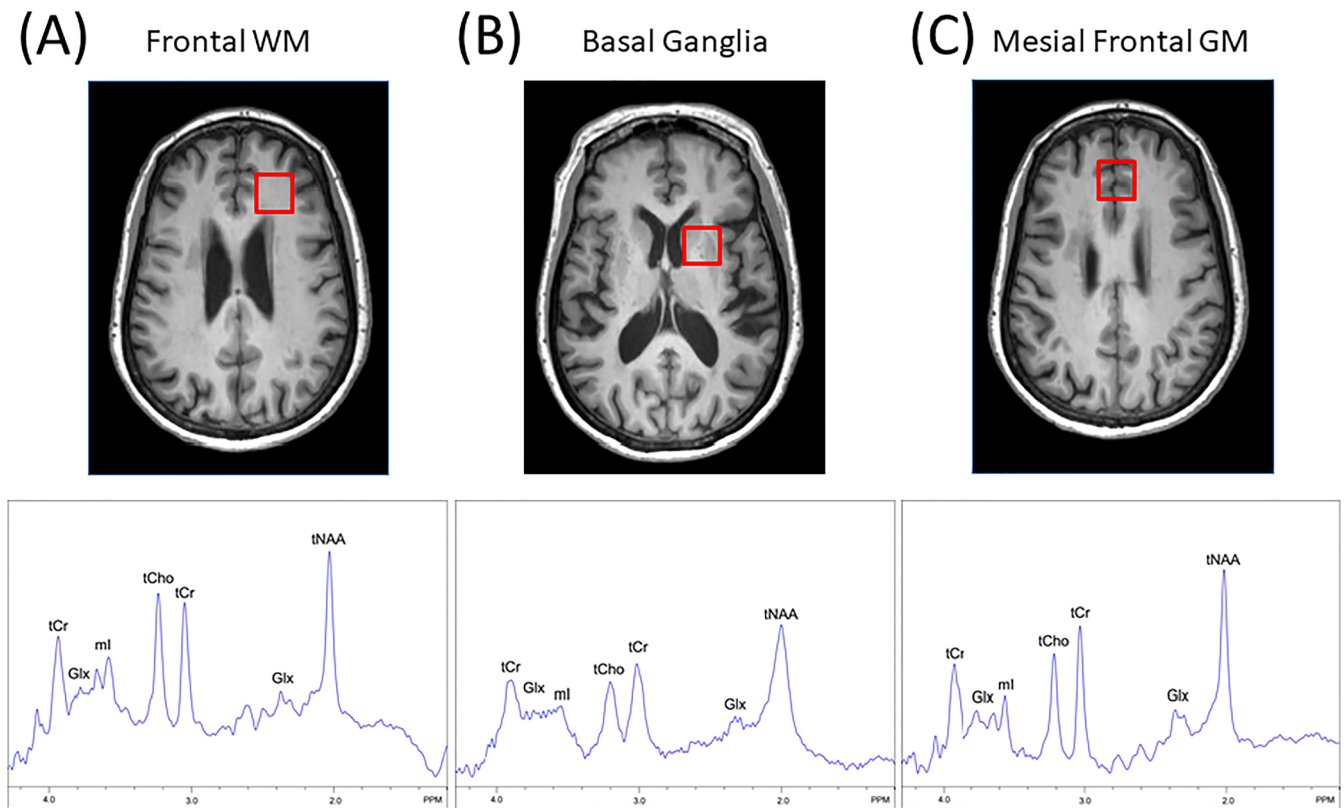 (A) Frontal WM
(B) Basal Ganglia
(C) Mesial Frontal GM
tNAA
tCho
tCr
tCr
mI
Glx
Glx
4.0 3.0 2.0 PPM
tNAA
tCr
tCr
tCho
Glx
mI
Glx
4.0 3.0 2.0 PPM
tNAA
tCr
tCho
tCr
mI
Glx
Glx
4.0 3.0 2.0 PPM